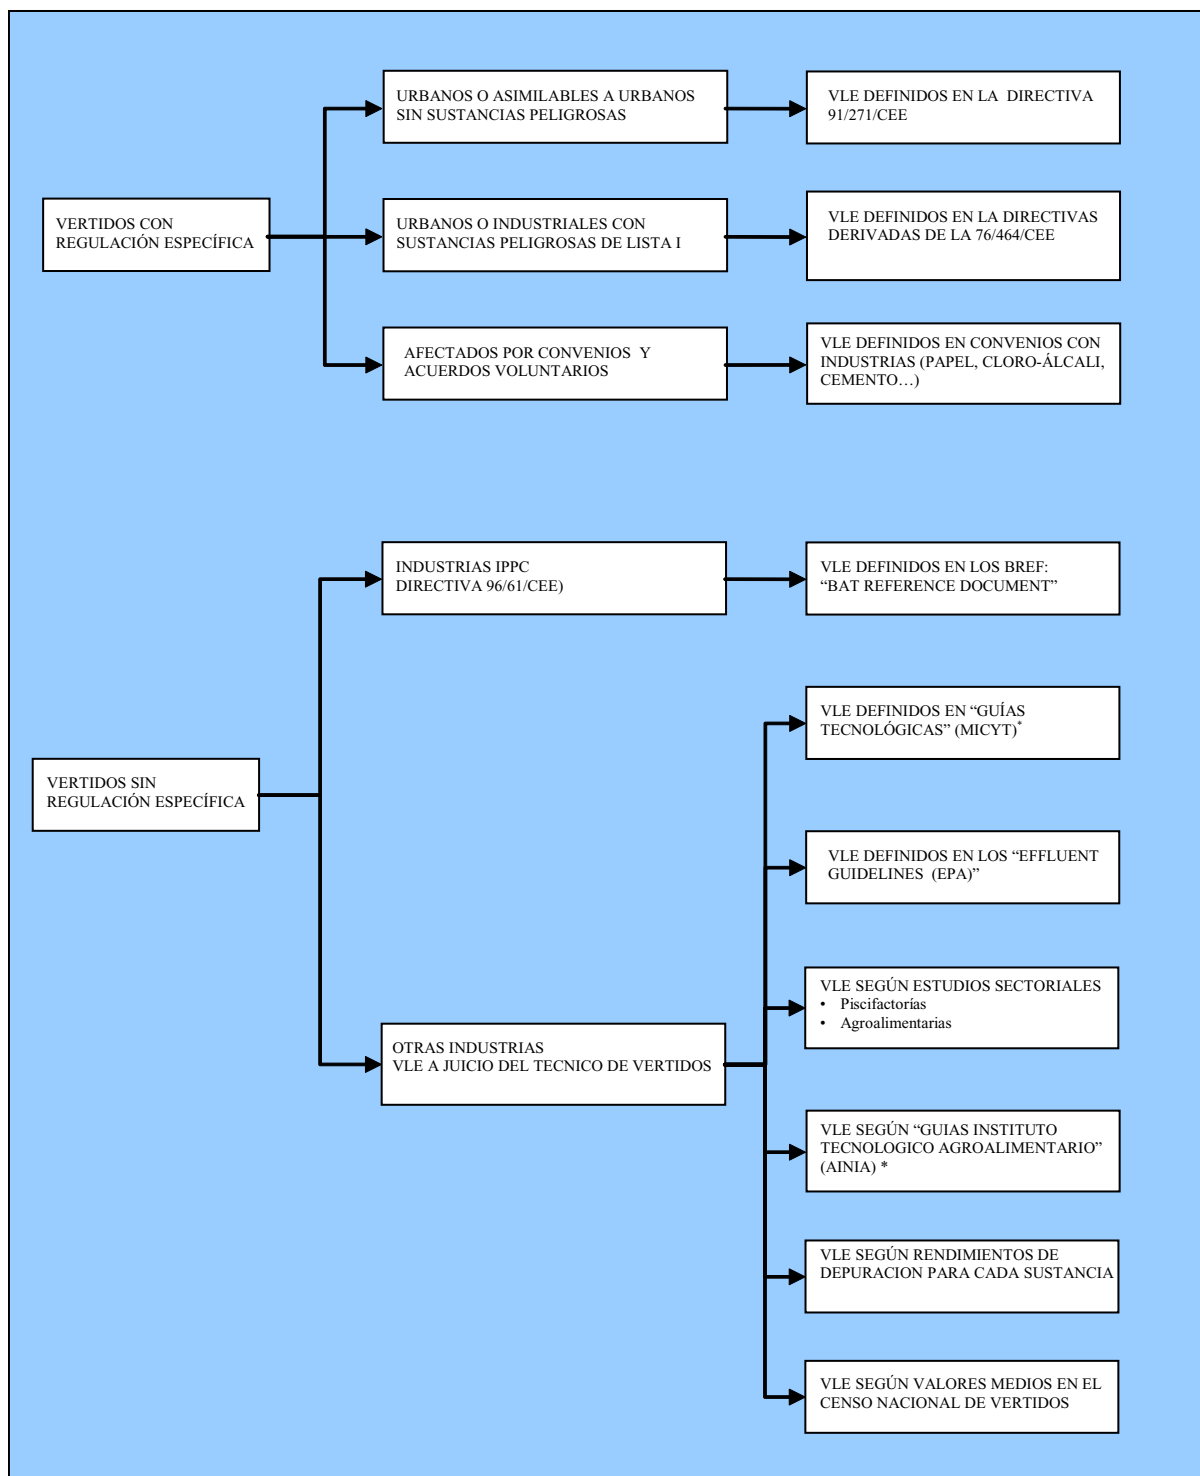 URBANOS O ASIMILABLES A URBANOS
SIN SUSTANCIAS PELIGROSAS
VLE DEFINIDOS EN LA DIRECTIVA
91/271/CEE
VERTIDOS CON
REGULACIÓN ESPECÍFICA
URBANOS O INDUSTRIALES CON
SUSTANCIAS PELIGROSAS DE LISTA I
VLE DEFINIDOS EN LA DIRECTIVAS
DERIVADAS DE LA 76/464/CEE
AFECTADOS POR CONVENIOS Y
ACUERDOS VOLUNTARIOS
VLE DEFINIDOS EN CONVENIOS CON
INDUSTRIAS (PAPEL, CLORO-ÁLCALI,
CEMENTO…)
INDUSTRIAS IPPC
DIRECTIVA 96/61/CEE)
VLE DEFINIDOS EN LOS BREF:
“BAT REFERENCE DOCUMENT”
VERTIDOS SIN
REGULACIÓN ESPECÍFICA
OTRAS INDUSTRIAS
VLE A JUICIO DEL TECNICO DE VERTIDOS
VLE DEFINIDOS EN “GUÍAS
TECNOLÓGICAS” (MICYT)*
VLE DEFINIDOS EN LOS “EFFLUENT
GUIDELINES (EPA)”
VLE SEGÚN ESTUDIOS SECTORIALES
• Piscifactorías
• Agroalimentarias
VLE SEGÚN “GUIAS INSTITUTO
TECNOLOGICO AGROALIMENTARIO”
(AINIA) *
VLE SEGÚN RENDIMIENTOS DE
DEPURACION PARA CADA SUSTANCIA
VLE SEGÚN VALORES MEDIOS EN EL
CENSO NACIONAL DE VERTIDOS